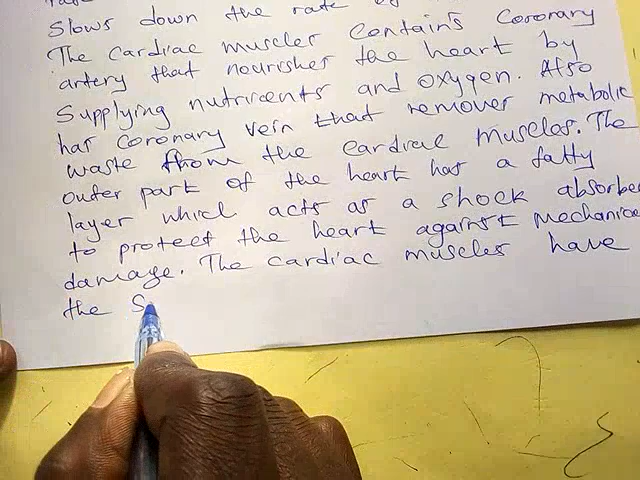 Slows down the rate
The cardiac muscles contains coronary
artery that nourishes the heart by
supplying nutrients and oxygen. Also
has coronary vein that removes metabolic
waste from the cardiac muscles. The
outer part of the heart has a fatty
layer which acts as a shock absorber
to protect the heart against mechanica
damage. The cardiac muscles have
the S